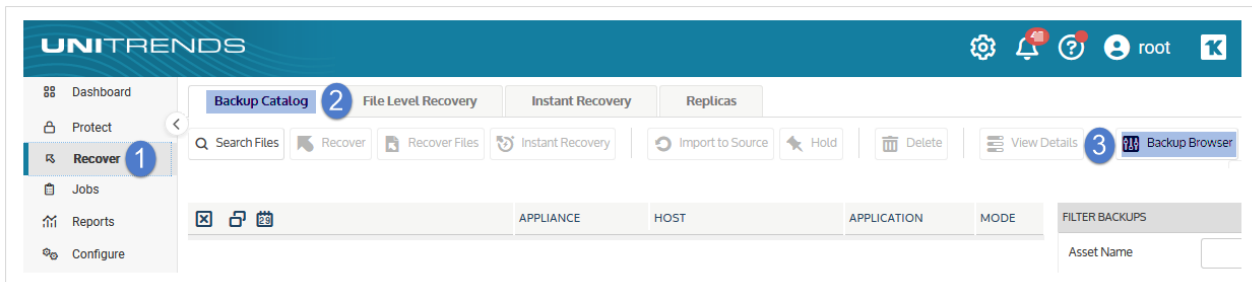 UNITRENDS
root
Dashboard
Protect
Recover 1
Jobs
Reports
Configure
Backup Catalog 2 File Level Recovery Instant Recovery Replicas
Search Files Recover Recover Files Instant Recovery Import to Source Hold Delete View Details 3 Backup Browser
29 APPLIANCE HOST APPLICATION MODE FILTER BACKUPS
Asset Name